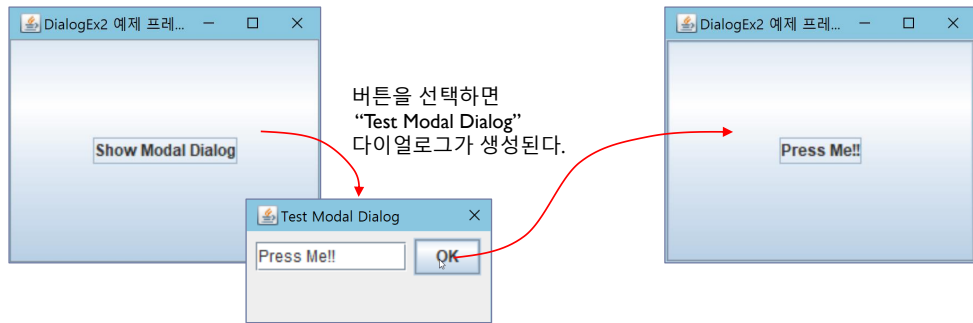 DialogEx2 예제 프레...
Show Modal Dialog
버튼을 선택하면
“Test Modal Dialog”
다이얼로그가 생성된다.
Test Modal Dialog
Press Me!!
OK
DialogEx2 예제 프레...
Press Me!!